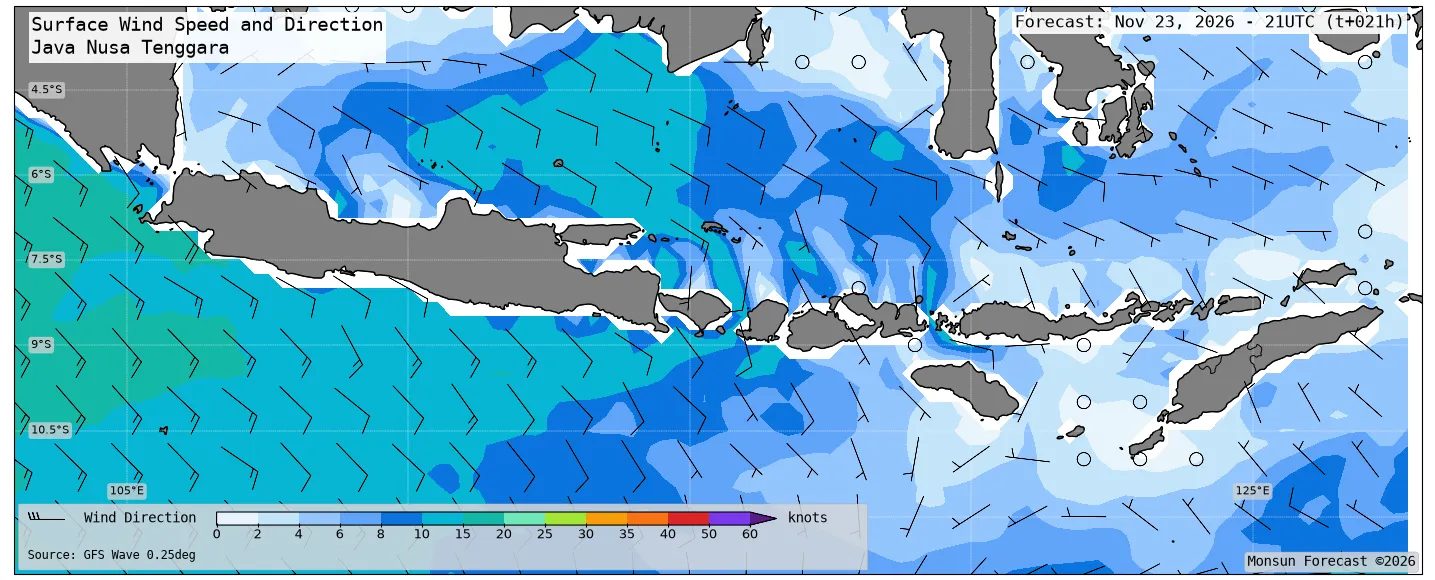 Surface Wind Speed and Direction
Java Nusa Tenggara
Forecast: Nov 23, 2026 - 21UTC (t+021h)
4.5°S
6°S
7.5°S
9°S
10.5°S
105°E
125°E
Wind Direction
0 2 4 6 8 10 15 20 25 30 35 40 50 60
knots
Source: GFS Wave 0.25deg
Monsun Forecast ©2026